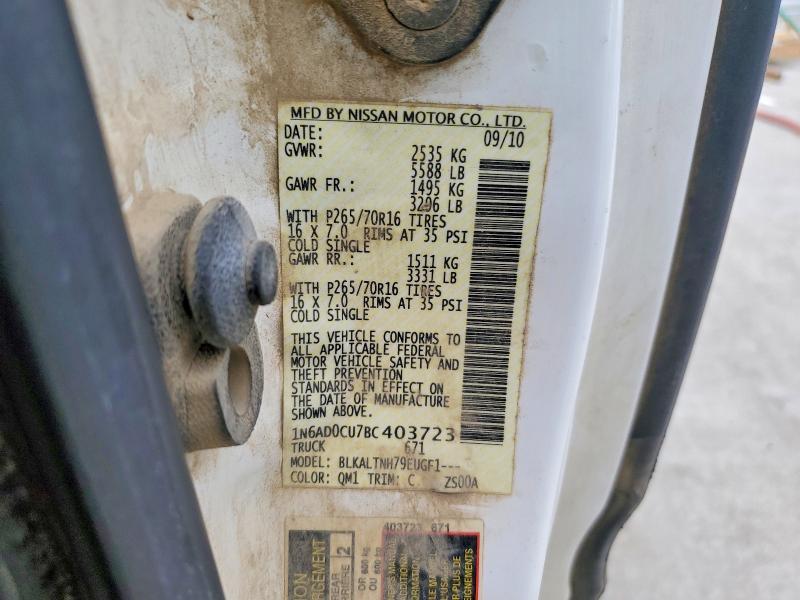 MFD BY NISSAN MOTOR CO., LTD.
DATE: 09/10
GVWR: 2535 KG
5588 LB
GAWR FR.: 1495 KG
3296 LB
WITH P265/70R16 TIRES
16 X 7.0 RIMS AT 35 PSI
COLD SINGLE
GAWR RR.: 1511 KG
3331 LB
WITH P265/70R16 TIRES
16 X 7.0 RIMS AT 35 PSI
COLD SINGLE
THIS VEHICLE CONFORMS TO
ALL APPLICABLE FEDERAL
MOTOR VEHICLE SAFETY AND
THEFT PREVENTION
STANDARDS IN EFFECT ON
THE DATE OF MANUFACTURE
SHOWN ABOVE.
1N6AD0CU7BC403723
TRUCK 671
MODEL: BLKALTNH79EUGF1---
COLOR: QM1 TRIM: C ZS00A
403723 671
REAR
2
OR
OU